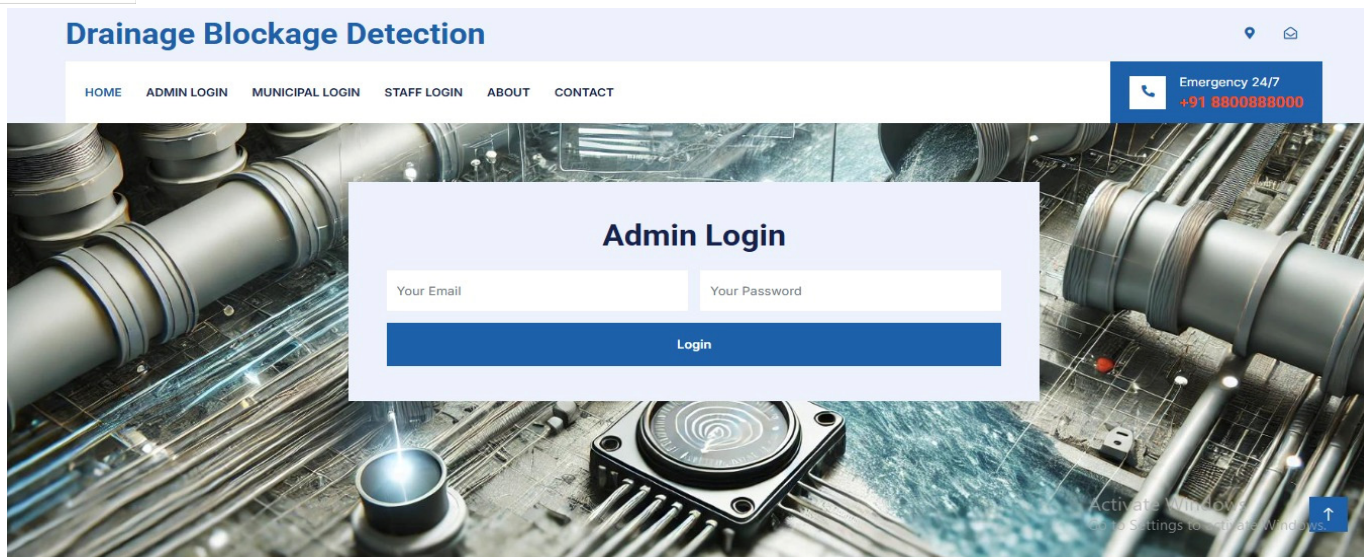 Drainage Blockage Detection
HOME ADMIN LOGIN MUNICIPAL LOGIN STAFF LOGIN ABOUT CONTACT
Emergency 24/7
+91 8800888000
Admin Login
Your Email Your Password
Login
Activate Windows
Go to Settings to activate Windows.